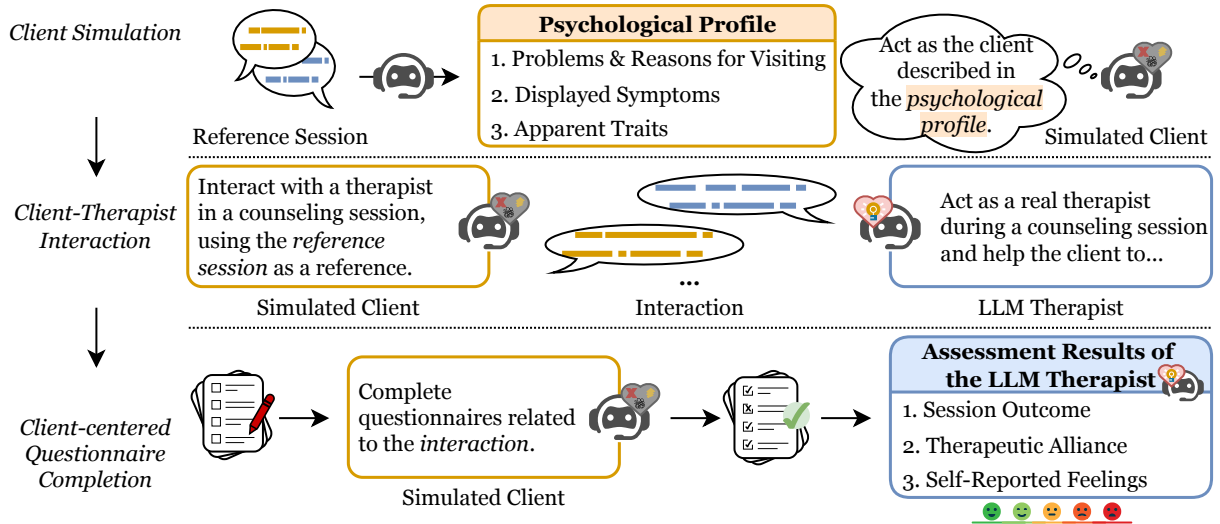 Client Simulation
Reference Session
Psychological Profile
1. Problems & Reasons for Visiting
2. Displayed Symptoms
3. Apparent Traits
Act as the client
described in
the psychological
profile.
Simulated Client
Client-Therapist
Interaction
Interact with a therapist
in a counseling session,
using the reference
session as a reference.
Simulated Client
...
Interaction
Act as a real therapist
during a counseling session
and help the client to...
LLM Therapist
Client-centered
Questionnaire
Completion
Complete
questionnaires related
to the interaction.
Simulated Client
Assessment Results of
the LLM Therapist
1. Session Outcome
2. Therapeutic Alliance
3. Self-Reported Feelings